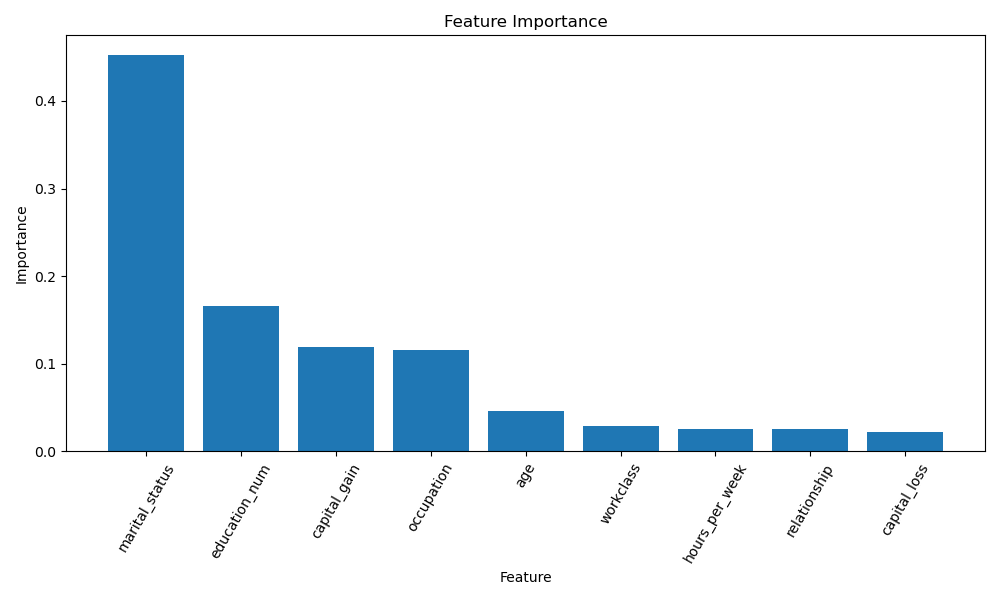 Feature Importance
Importance
0.4
0.3
0.2
0.1
0.0
marital_status
education_num
capital_gain
occupation
age
workclass
hours_per_week
relationship
capital_loss
Feature